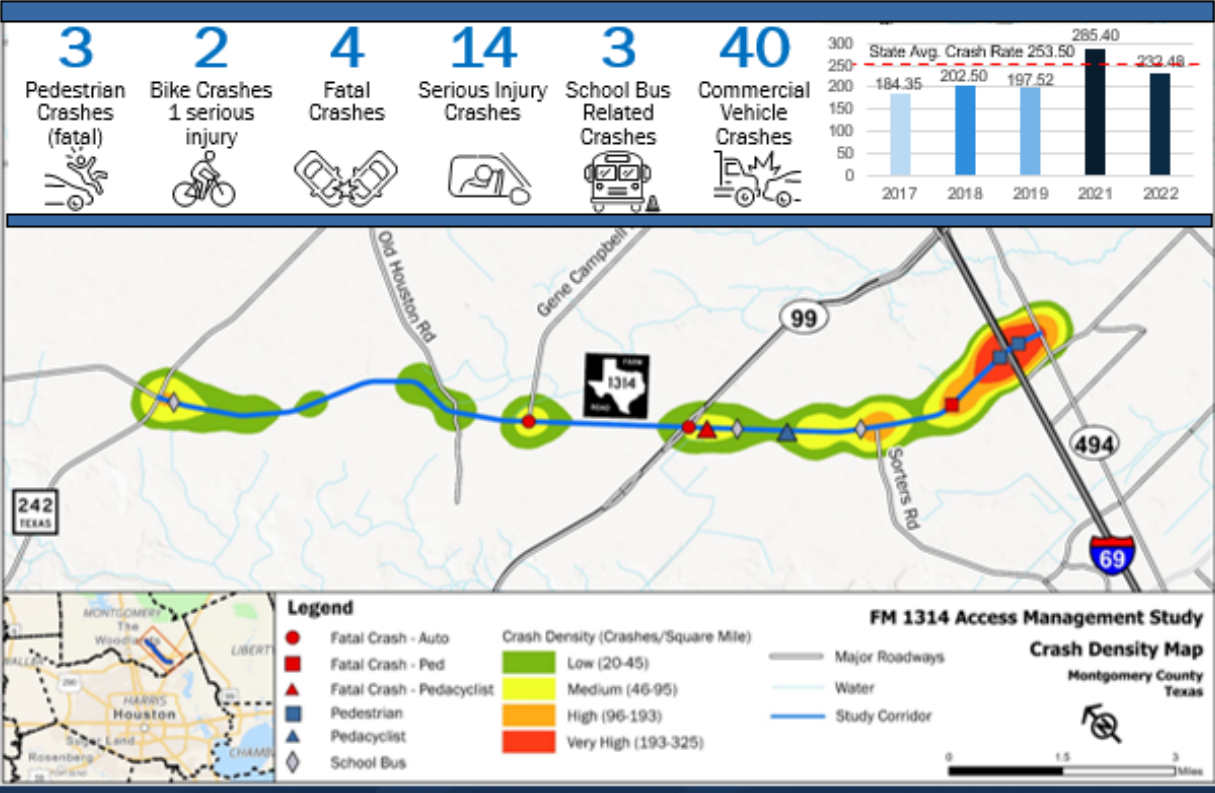 3
Pedestrian
Crashes
(fatal)
2
Bike Crashes
1 serious
injury
4
Fatal
Crashes
14
Serious Injury
Crashes
3
School Bus
Related
Crashes
40
Commercial
Vehicle
Crashes
State Avg. Crash Rate 253.50
300
250
200
150
100
50
0
184.35
202.50
197.52
285.40
232.48
2017
2018
2019
2021
2022
Old Houston Rd
Gene Campbell
99
FARM
1314
ROAD
242
TEXAS
Sorters Rd
494
69
MONTGOMERY
The
Woodlands
LIBERTY
WALLER
290
99
HARRIS
Houston
Sugar Land
Rosenberg
CHAMB
Legend
Fatal Crash - Auto
Fatal Crash - Ped
Fatal Crash - Pedacyclist
Pedestrian
Pedacyclist
School Bus
Crash Density (Crashes/Square Mile)
Low (20-45)
Medium (46-95)
High (96-193)
Very High (193-325)
Major Roadways
Water
Study Corridor
FM 1314 Access Management Study
Crash Density Map
Montgomery County
Texas
0 1.5 3
Miles